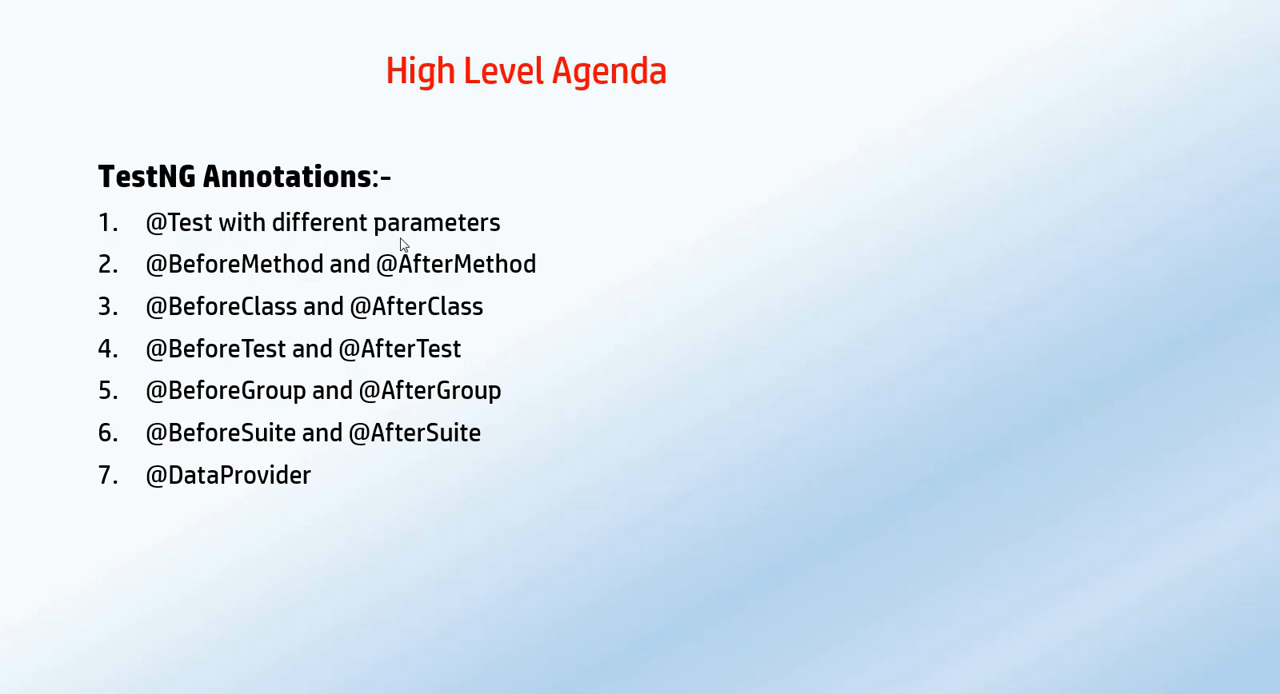 High Level Agenda
TestNG Annotations:-
1. @Test with different parameters
2. @BeforeMethod and @AfterMethod
3. @BeforeClass and @AfterClass
4. @BeforeTest and @AfterTest
5. @BeforeGroup and @AfterGroup
6. @BeforeSuite and @AfterSuite
7. @DataProvider